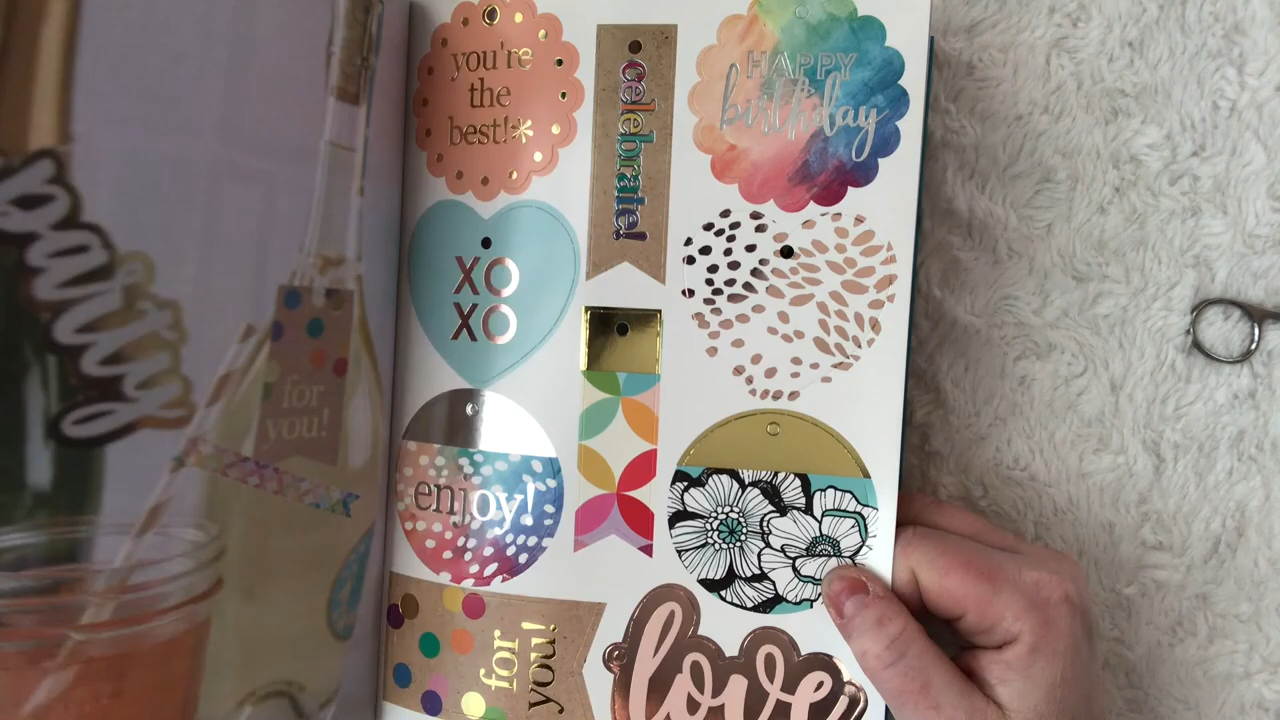 party
for
you!
you're
the
best!*
celebrate!
HAPPY
birthday
XO
XO
enjoy!
for
you!
love